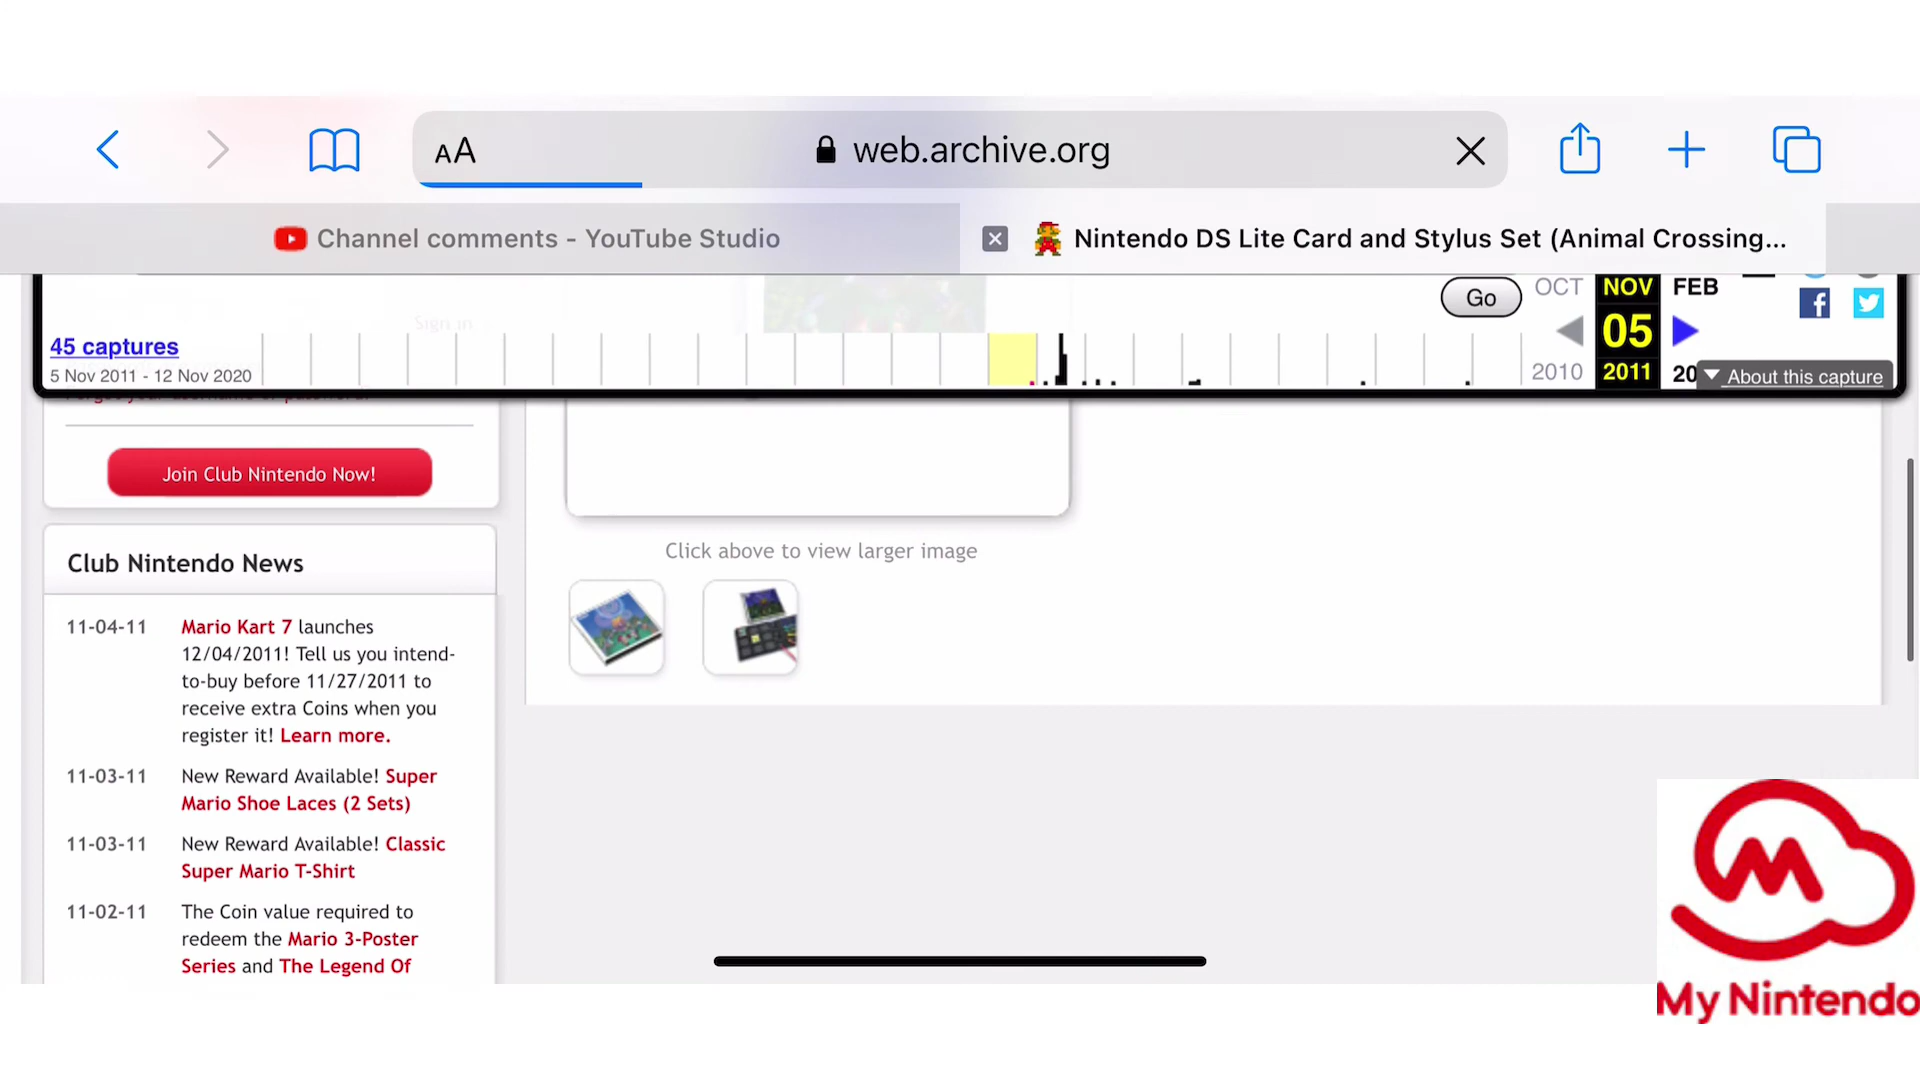 AA
web.archive.org
Channel comments - YouTube Studio
Nintendo DS Lite Card and Stylus Set (Animal Crossing...
Go
OCT
NOV
FEB
Sign in
45 captures
5 Nov 2011 - 12 Nov 2020
05
2010
2011
20
About this capture
Join Club Nintendo Now!
Club Nintendo News
Click above to view larger image
11-04-11
Mario Kart 7 launches
12/04/2011! Tell us you intend-
to-buy before 11/27/2011 to
receive extra Coins when you
register it! Learn more.
11-03-11
New Reward Available! Super
Mario Shoe Laces (2 Sets)
11-03-11
New Reward Available! Classic
Super Mario T-Shirt
11-02-11
The Coin value required to
redeem the Mario 3-Poster
Series and The Legend Of
My Nintendo